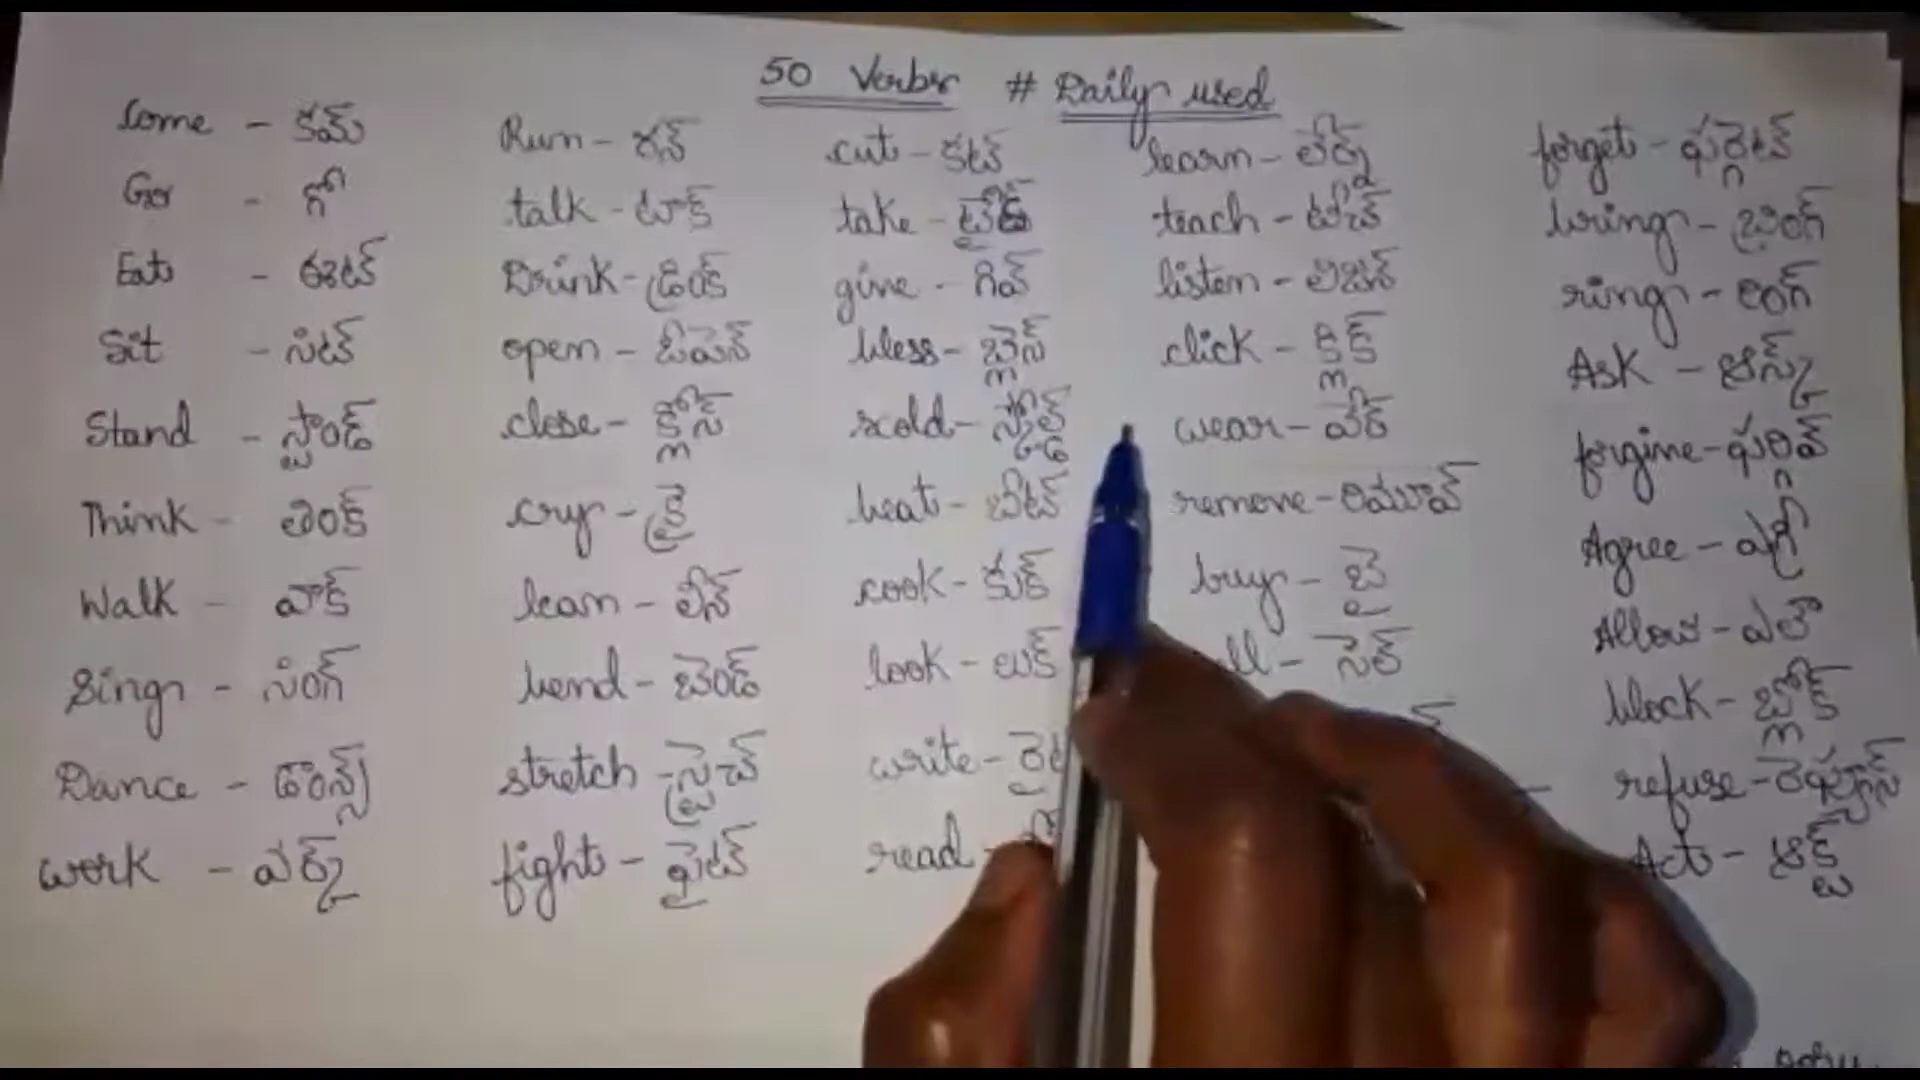 50 Verbs # Daily used
Come - కమ్
Go - గో
Eat - ఈట్
Sit - సిట్
Stand - స్టాండ్
Think - థింక్
Walk - వాక్
Sing - సింగ్
Dance - డాన్స్
work - వర్క్
Run - రన్
talk - టాక్
Drink - డ్రింక్
open - ఓపెన్
close - క్లోస్
cry - క్రై
lean - లీన్
bend - బెండ్
stretch - స్ట్రెచ్
fight - ఫైట్
cut - కట్
take - టేక్
give - గివ్
bless - బ్లెస్
scold - స్కోల్డ్
beat - బీట్
cook - కుక్
look - లుక్
write - రైట
read -
learn - లేర్న్
teach - టీచ్
listen - లిజన్
click - క్లిక్
wear - వేర్
remove - రిమూవ్
buy - బై
ll - సెల్
forget - ఫర్గెట్
bring - బ్రింగ్
ring - రింగ్
Ask - ఆస్క్
forgive - ఫర్గివ్
Agree - ఎగ్రీ
Allow - ఎలౌ
block - బ్లోక్
refuse - రెఫ్యూస్
Act - ఆక్ట్